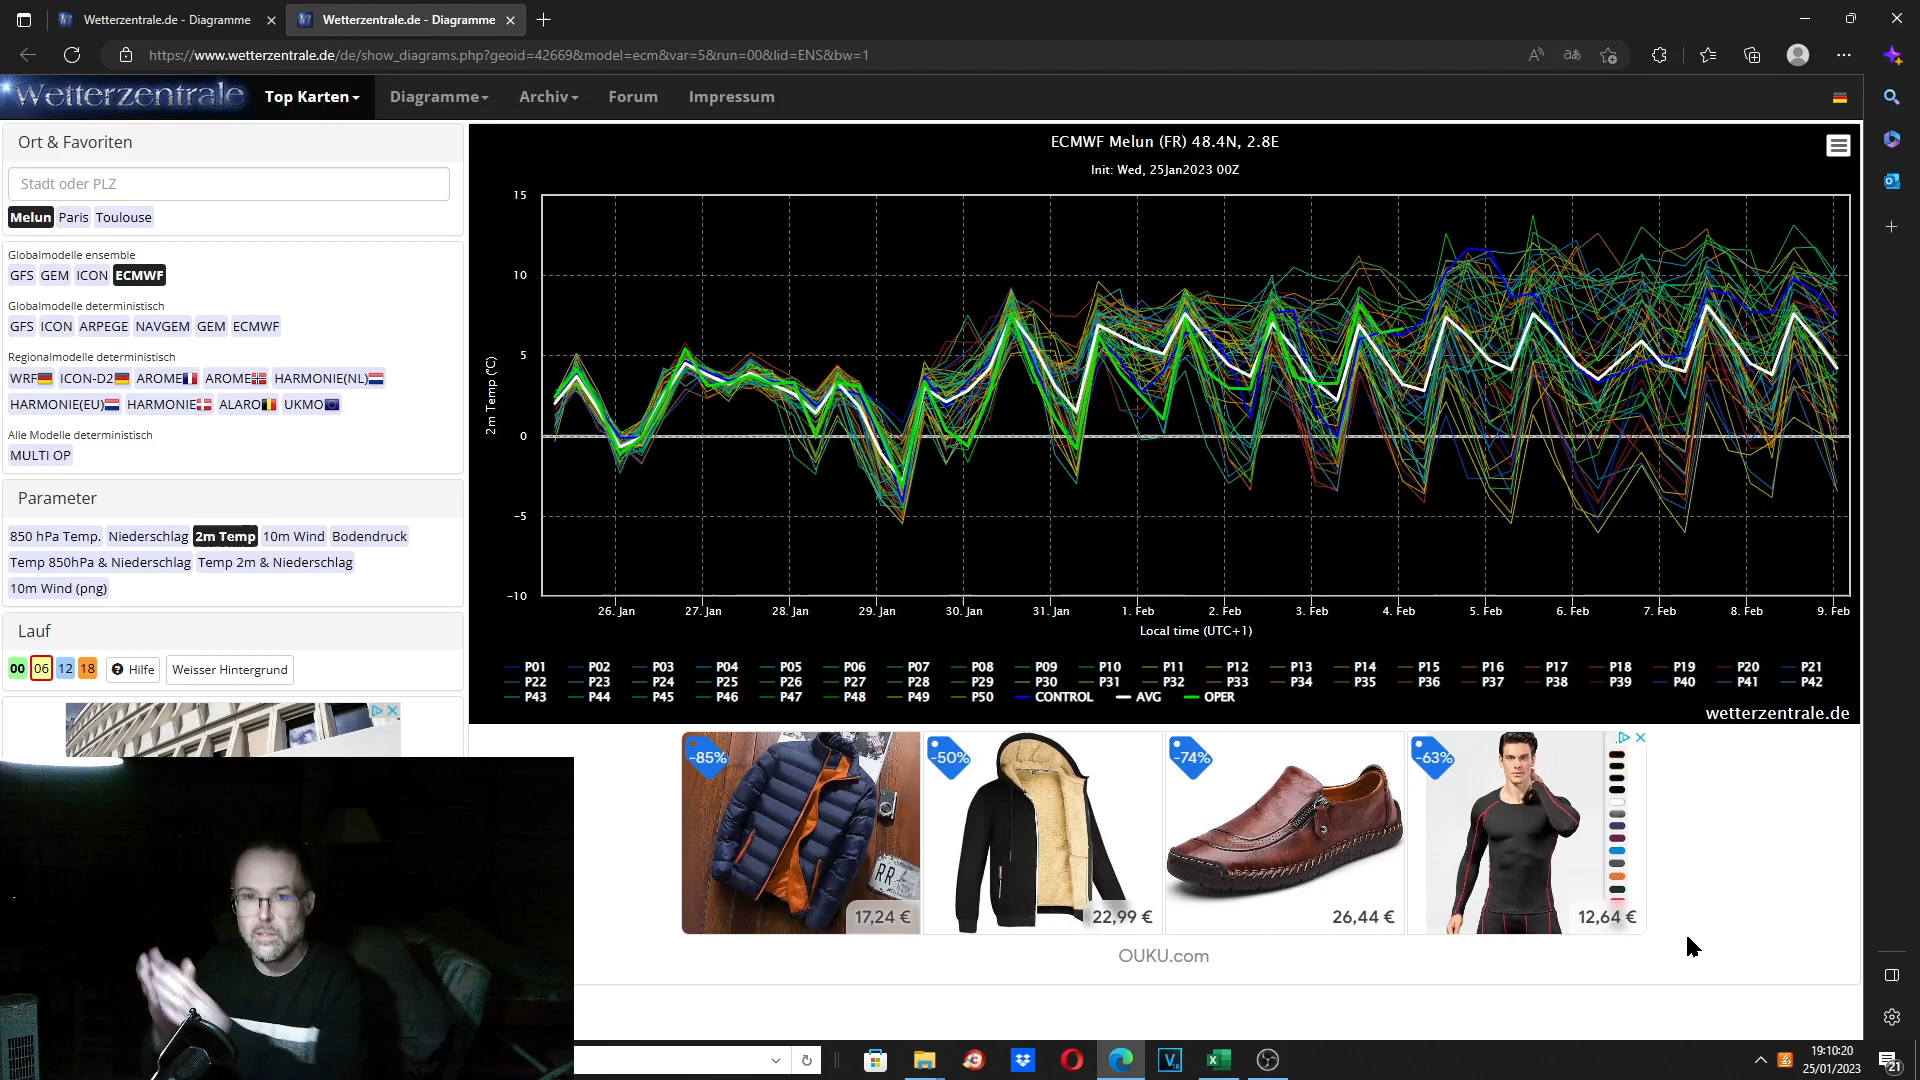 Wetterzentrale.de - Diagramme
Wetterzentrale.de - Diagramme
https://www.wetterzentrale.de/de/show_diagrams.php?geoid=42669&model=ecm&var=5&run=00&lid=ENS&bw=1
Wetterzentrale Top Karten Diagramme Archiv Forum Impressum
Ort & Favoriten
Stadt oder PLZ
Melun Paris Toulouse
Globalmodelle ensemble
GFS GEM ICON ECMWF
Globalmodelle deterministisch
GFS ICON ARPEGE NAVGEM GEM ECMWF
Regionalmodelle deterministisch
WRF ICON-D2 AROME AROME HARMONIE(NL)
HARMONIE(EU) HARMONIE ALARO UKMO
Alle Modelle deterministisch
MULTI OP
Parameter
850 hPa Temp. Niederschlag 2m Temp 10m Wind Bodendruck
Temp 850hPa & Niederschlag Temp 2m & Niederschlag
10m Wind (png)
Lauf
00 06 12 18 Hilfe Weisser Hintergrund
ECMWF Melun (FR) 48.4N, 2.8E
Init: Wed, 25Jan2023 00Z
15
10
5
0
-5
-10
2m Temp (°C)
26. Jan 27. Jan 28. Jan 29. Jan 30. Jan 31. Jan 1. Feb 2. Feb 3. Feb 4. Feb 5. Feb 6. Feb 7. Feb 8. Feb 9. Feb
Local time (UTC+1)
P01 P02 P03 P04 P05 P06 P07 P08 P09 P10 P11 P12 P13 P14 P15 P16 P17 P18 P19 P20 P21
P22 P23 P24 P25 P26 P27 P28 P29 P30 P31 P32 P33 P34 P35 P36 P37 P38 P39 P40 P41 P42
P43 P44 P45 P46 P47 P48 P49 P50 CONTROL AVG OPER
wetterzentrale.de
-85% -50% -74% -63%
RR
17,24 € 22,99 € 26,44 € 12,64 €
OUKU.com
19:10:20
25/01/2023
21